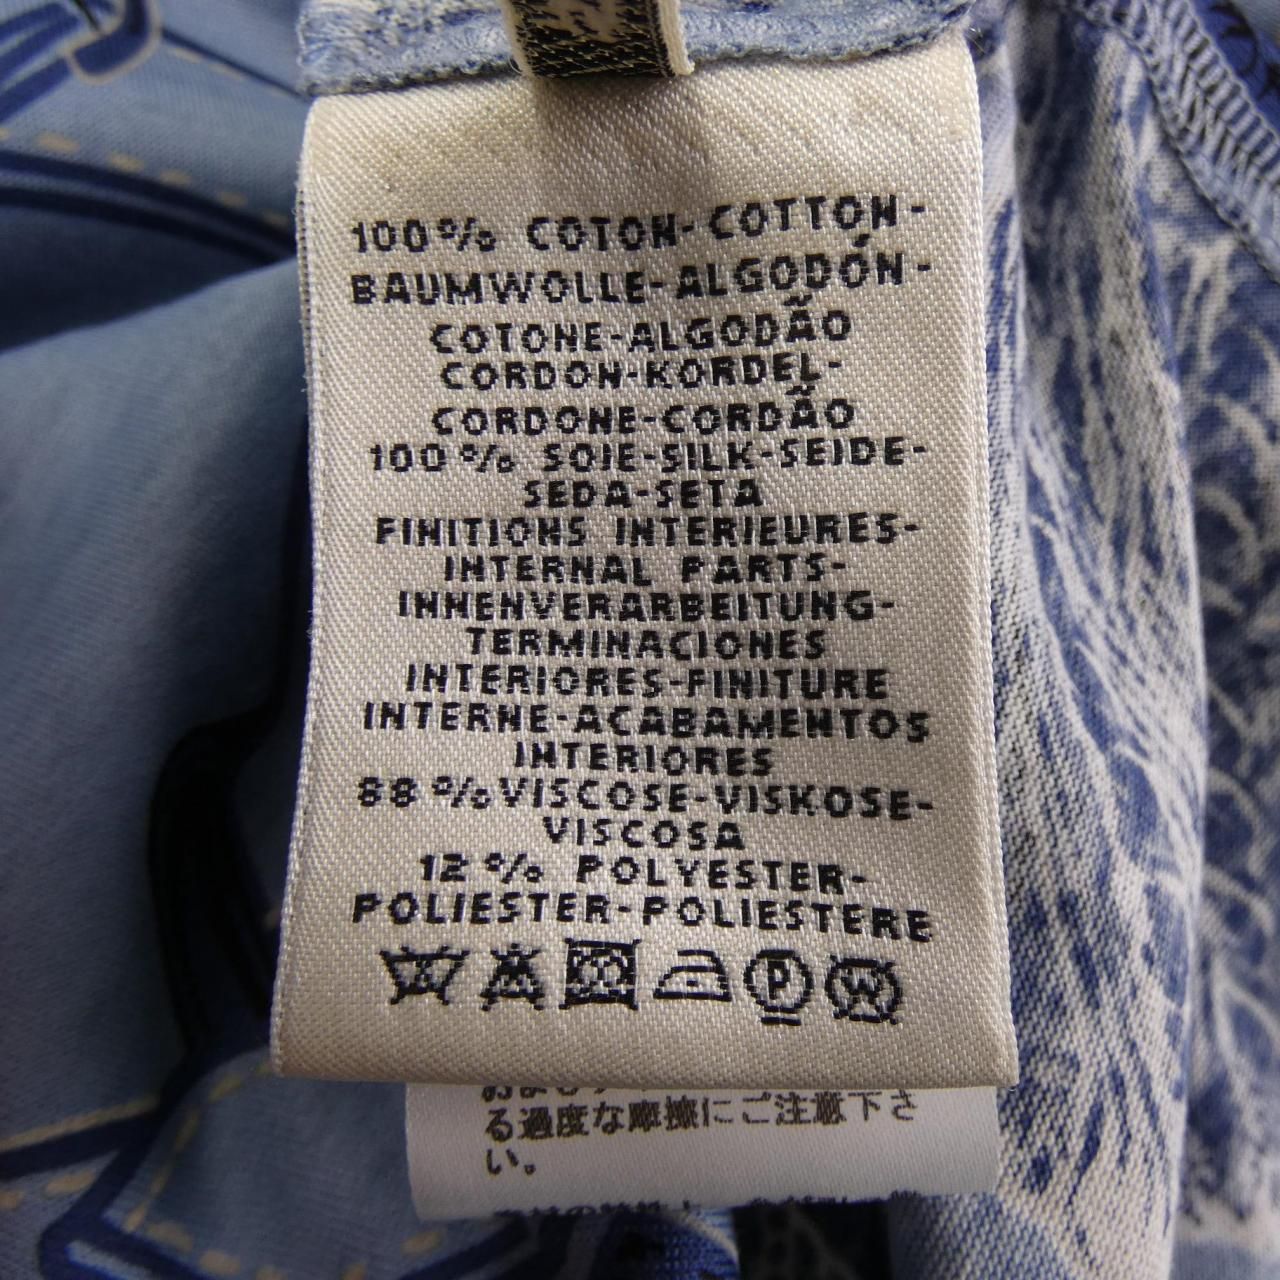 100% COTON-COTTON-
BAUMWOLLE-ALGODÓN-
COTONE-ALGODÃO
CORDON-KORDEL-
CORDONE-CORDÃO
100% SOIE-SILK-SEIDE-
SEDA-SETA
FINITIONS INTERIEURES-
INTERNAL PARTS-
INNENVERARBEITUNG-
TERMINACIONES
INTERIORES-FINITURE
INTERNE-ACABAMENTOS
INTERIORES
88%VISCOSE-VISKOSE-
VISCOSA
12% POLYESTER-
POLIESTER-POLIESTERE
P W
る過度な摩擦にご注意下さ
い。